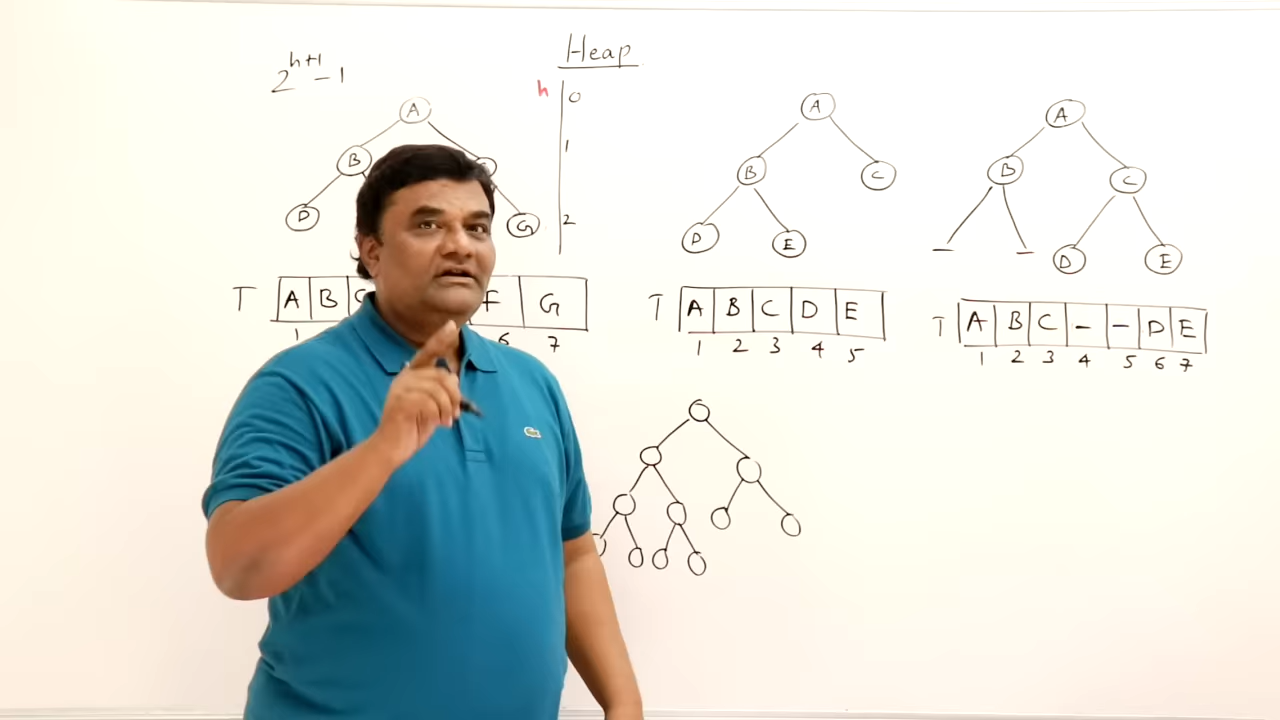 Heap
2^(h+1) - 1
h
0
1
2
A
B
D
G
T A B C F G
1 6 7
A
B C
D E
T A B C D E
1 2 3 4 5
A
B C
— — D E
T A B C – – D E
1 2 3 4 5 6 7